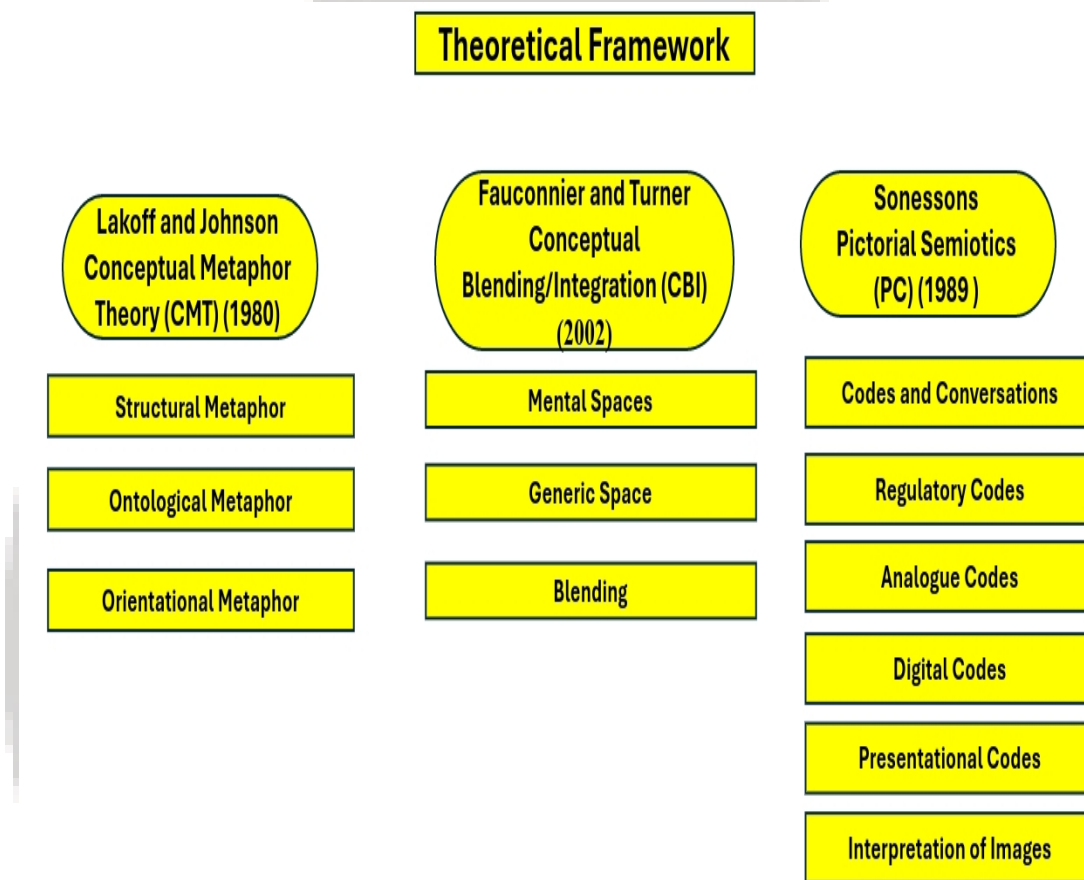 Theoretical Framework
Lakoff and Johnson
Conceptual Metaphor
Theory (CMT) (1980)
Structural Metaphor
Ontological Metaphor
Orientational Metaphor
Fauconnier and Turner
Conceptual
Blending/Integration (CBI)
(2002)
Mental Spaces
Generic Space
Blending
Sonessons
Pictorial Semiotics
(PC) (1989 )
Codes and Conversations
Regulatory Codes
Analogue Codes
Digital Codes
Presentational Codes
Interpretation of Images